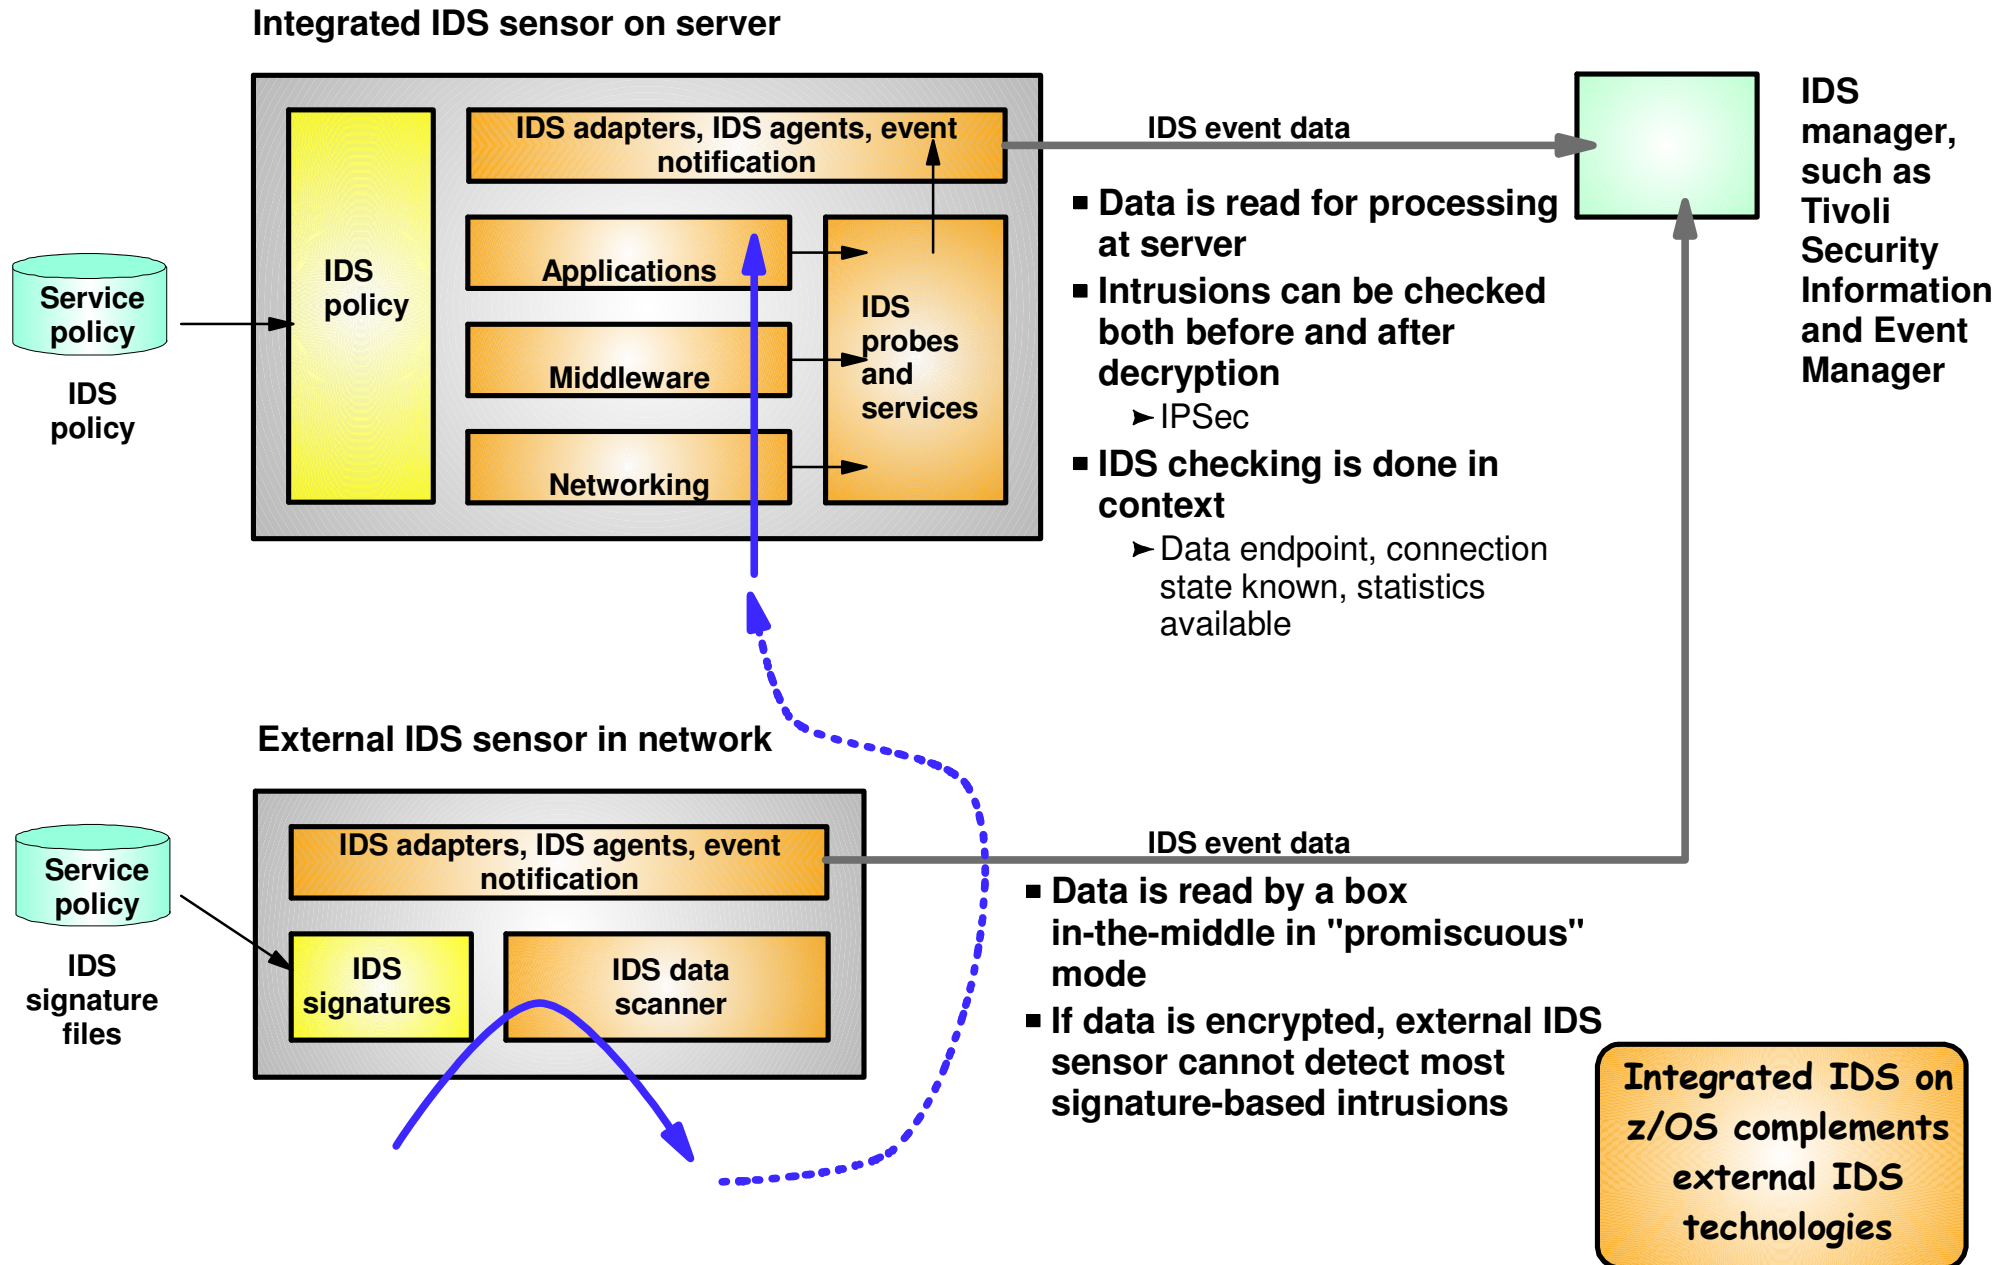 Integrated IDS sensor on server
Service
policy
IDS
policy
IDS
policy
IDS adapters, IDS agents, event
notification
Applications
Middleware
Networking
IDS
probes
and
services
IDS event data
IDS
manager,
such as
Tivoli
Security
Information
and Event
Manager
Data is read for processing
at server
Intrusions can be checked
both before and after
decryption
IPSec
IDS checking is done in
context
Data endpoint, connection
state known, statistics
available
External IDS sensor in network
Service
policy
IDS
signature
files
IDS adapters, IDS agents, event
notification
IDS
signatures
IDS data
scanner
IDS event data
Data is read by a box
in-the-middle in "promiscuous"
mode
If data is encrypted, external IDS
sensor cannot detect most
signature-based intrusions
Integrated IDS on
z/OS complements
external IDS
technologies